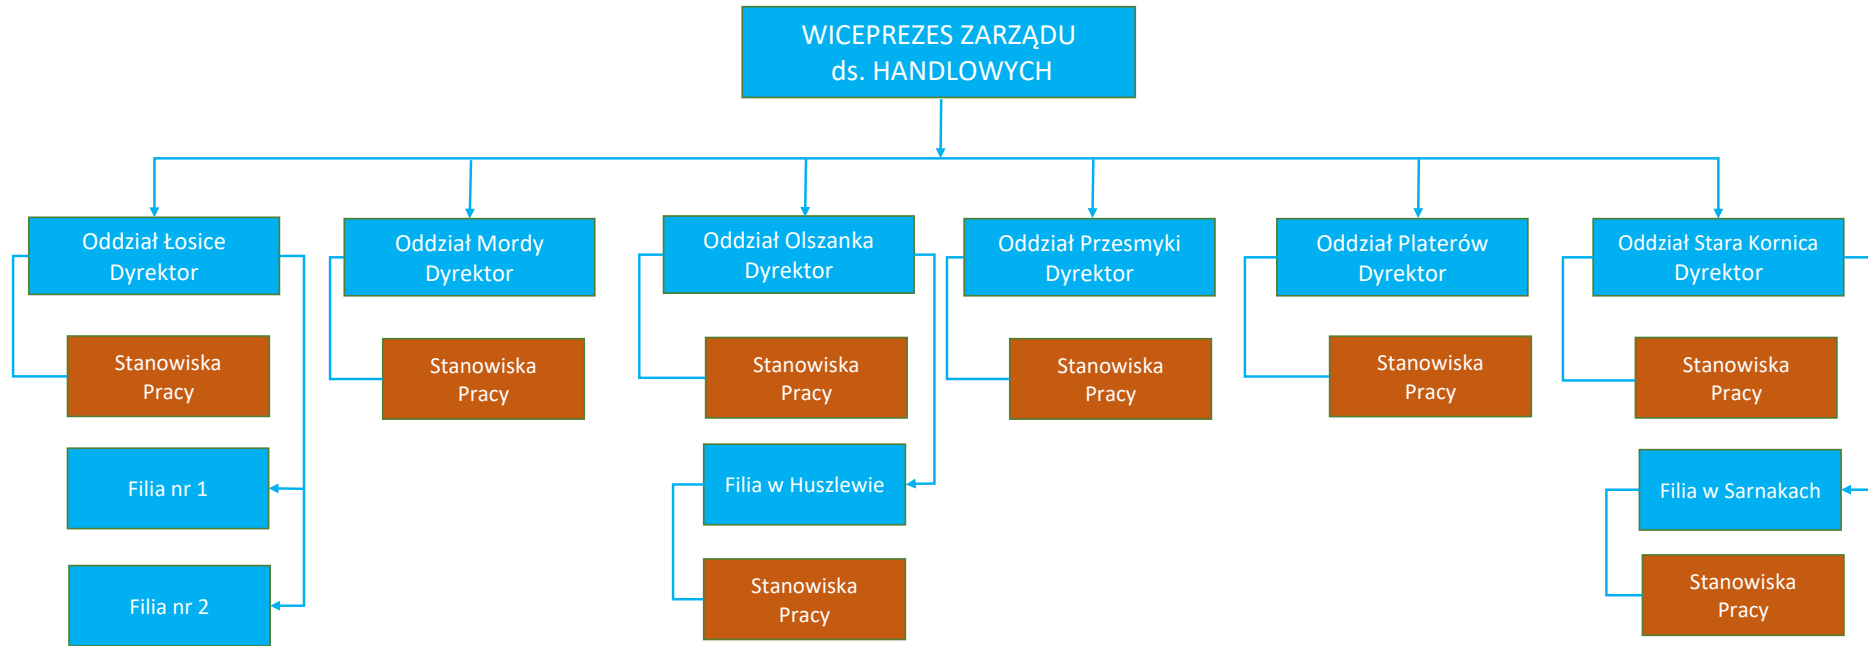 WICEPREZES ZARZĄDU
ds. HANDLOWYCH
Oddział Łosice
Dyrektor
Oddział Mordy
Dyrektor
Oddział Olszanka
Dyrektor
Oddział Przesmyki
Dyrektor
Oddział Platerów
Dyrektor
Oddział Stara Kornica
Dyrektor
Stanowiska
Pracy
Stanowiska
Pracy
Stanowiska
Pracy
Stanowiska
Pracy
Stanowiska
Pracy
Stanowiska
Pracy
Filia nr 1
Filia w Huszlewie
Filia w Sarnakach
Filia nr 2
Stanowiska
Pracy
Stanowiska
Pracy